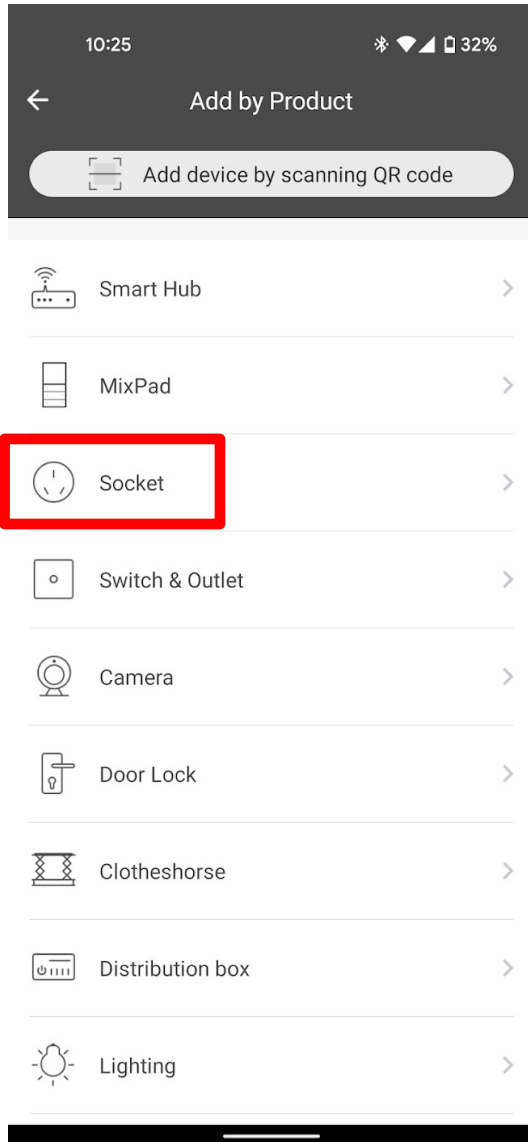 10:25 32%
Add by Product
Add device by scanning QR code
Smart Hub
MixPad
Socket
Switch & Outlet
Camera
Door Lock
Clotheshorse
Distribution box
Lighting